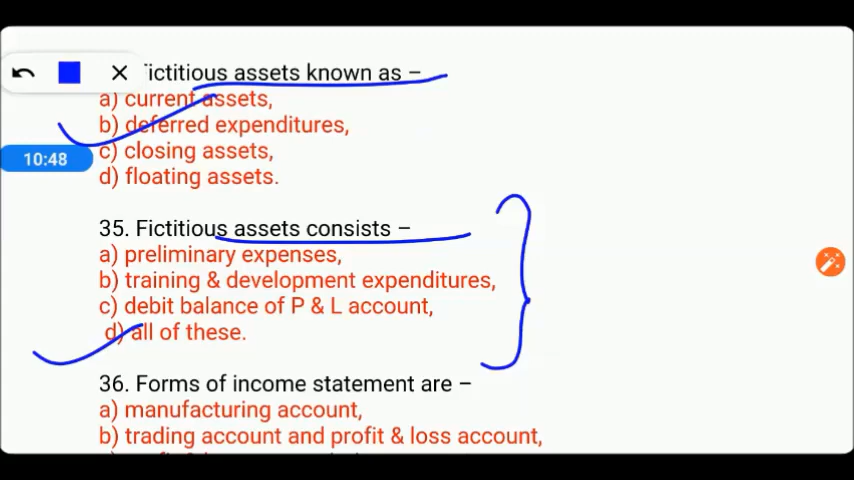 ictitious assets known as –
a) current assets,
b) deferred expenditures,
10:48
c) closing assets,
d) floating assets.
35. Fictitious assets consists –
a) preliminary expenses,
b) training & development expenditures,
c) debit balance of P & L account,
d) all of these.
36. Forms of income statement are –
a) manufacturing account,
b) trading account and profit & loss account,